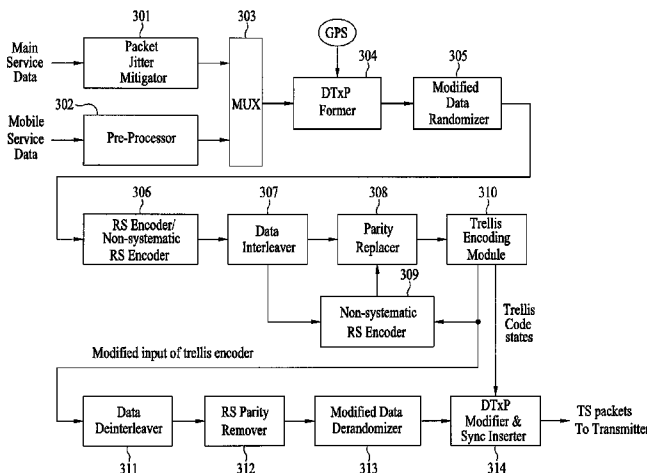 301
303
Main
Service
Data
Packet
Jitter
Mitigator
GPS
304
305
302
MUX
DTxP
Former
Modified
Data
Randomizer
Mobile
Service
Data
Pre-Processor
306
307
308
310
RS Encoder/
Non-systematic
RS Encoder
Data
Interleaver
Parity
Replacer
Trellis
Encoding
Module
309
Non-systematic
RS Encoder
Trellis
Code
states
Modified input of trellis encoder
Data
Deinterleaver
RS Parity
Remover
Modified Data
Derandomizer
DTxP
Modifier &
Sync Inserter
TS packets
To Transmitter
311
312
313
314